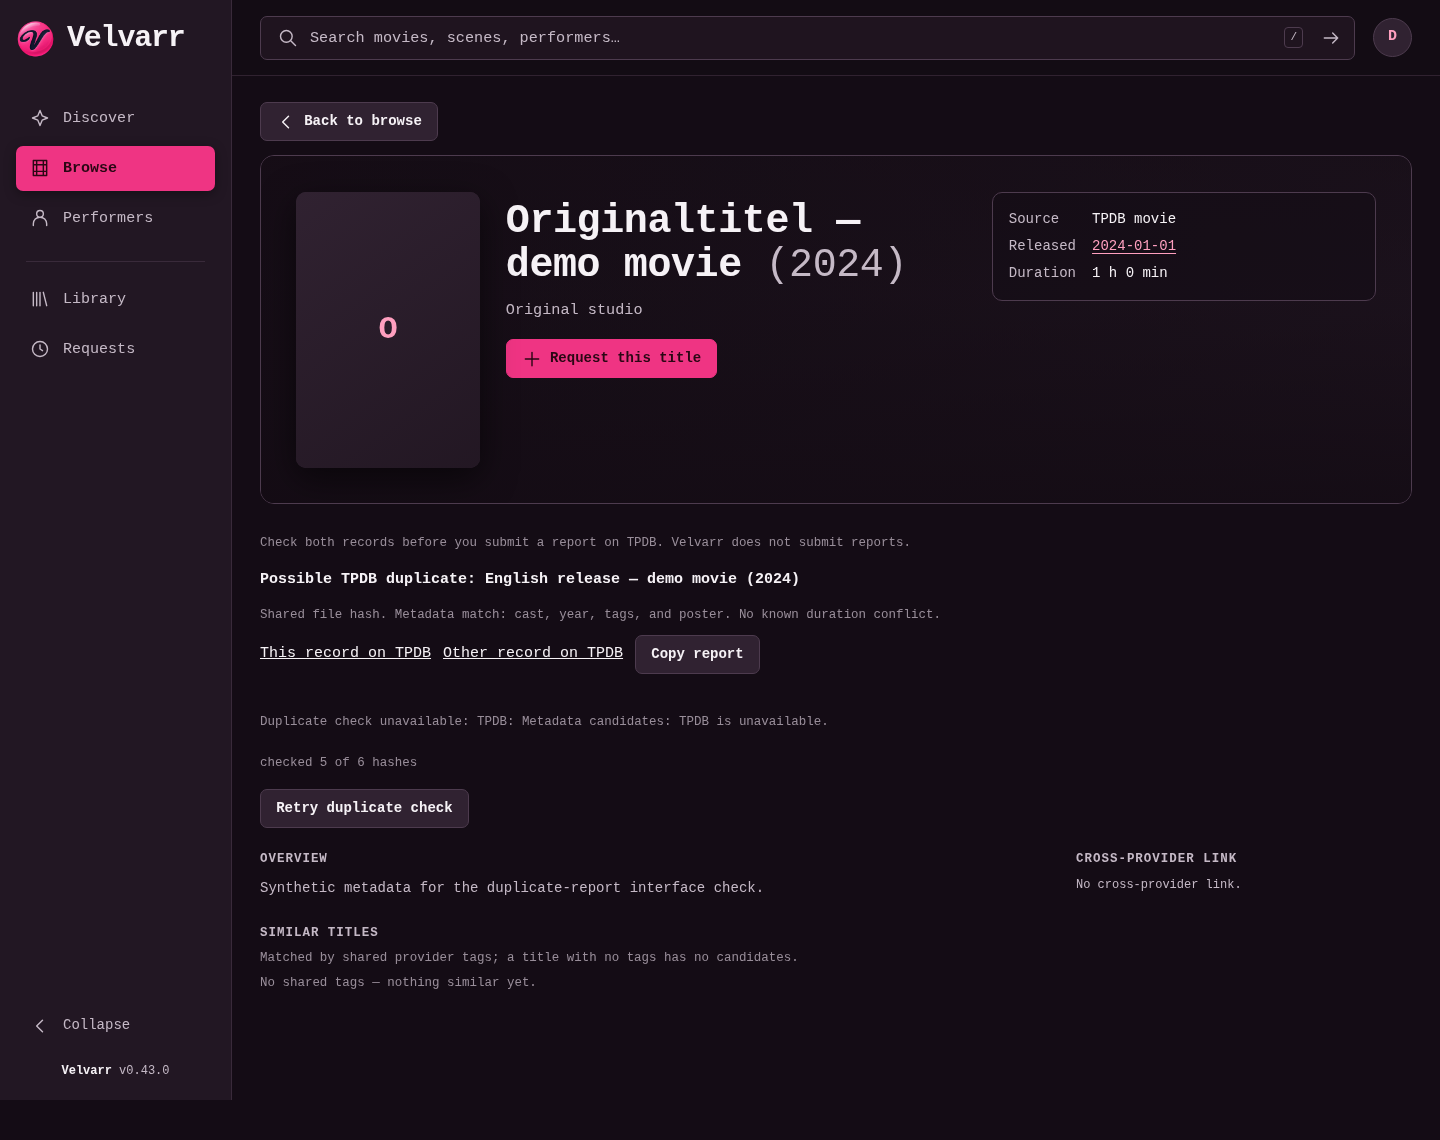 Velvarr
Search movies, scenes, performers…
/
D
Discover
Browse
Performers
Library
Requests
Back to browse
O
Originaltitel —
demo movie (2024)
Original studio
Request this title
Source TPDB movie
Released 2024-01-01
Duration 1 h 0 min
Check both records before you submit a report on TPDB. Velvarr does not submit reports.
Possible TPDB duplicate: English release — demo movie (2024)
Shared file hash. Metadata match: cast, year, tags, and poster. No known duration conflict.
This record on TPDB Other record on TPDB Copy report
Duplicate check unavailable: TPDB: Metadata candidates: TPDB is unavailable.
checked 5 of 6 hashes
Retry duplicate check
OVERVIEW
Synthetic metadata for the duplicate-report interface check.
CROSS-PROVIDER LINK
No cross-provider link.
SIMILAR TITLES
Matched by shared provider tags; a title with no tags has no candidates.
No shared tags — nothing similar yet.
Collapse
Velvarr v0.43.0